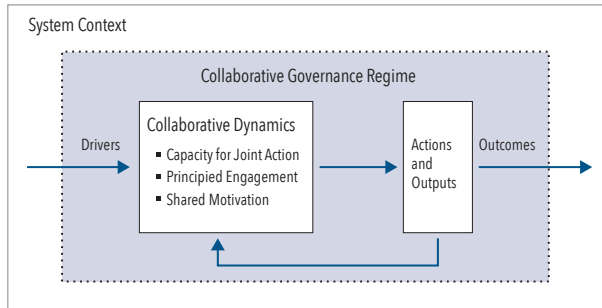 System Context
Collaborative Governance Regime
Drivers
Collaborative Dynamics
▪ Capacity for Joint Action
▪ Principied Engagement
▪ Shared Motivation
Actions
and
Outputs
Outcomes